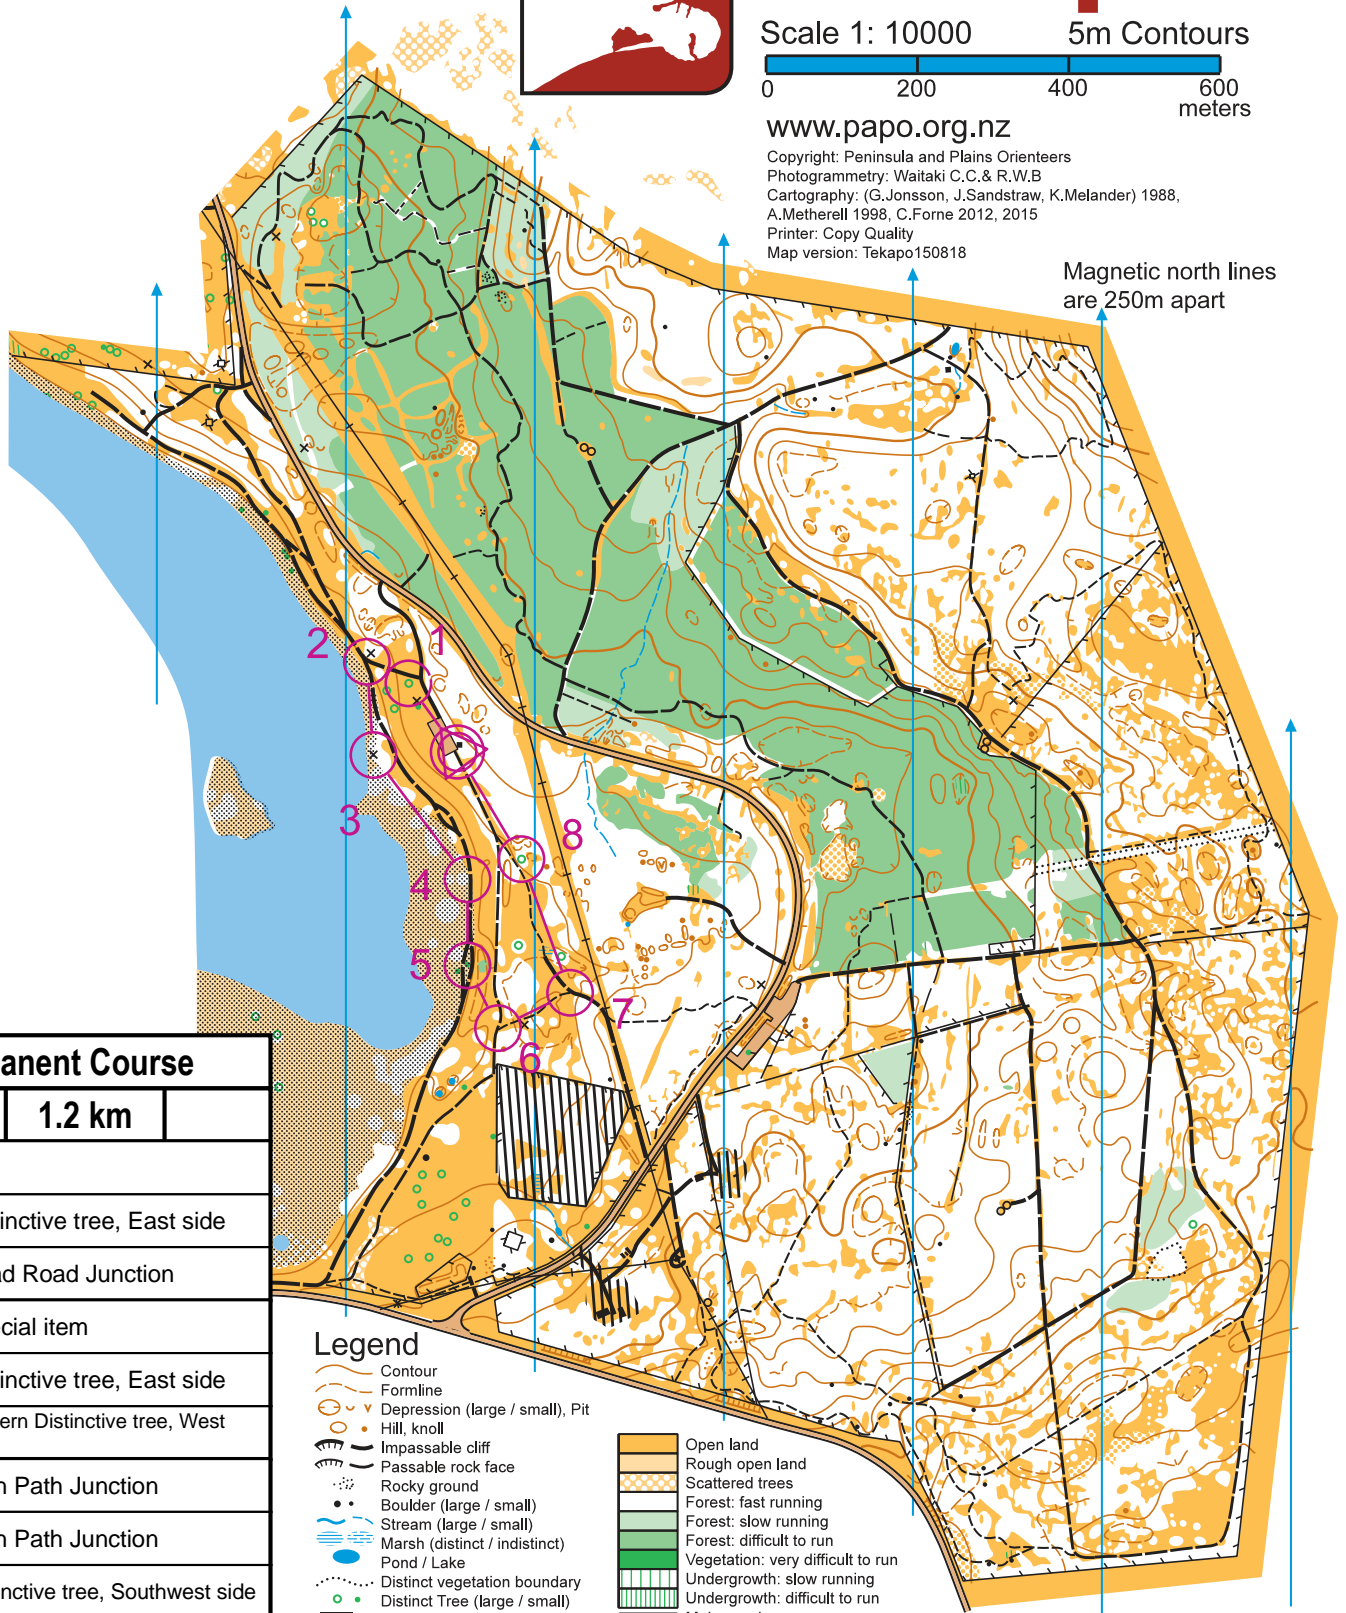 Scale 1: 10000
5m Contours
0
200
400
600
meters
www.papo.org.nz
Copyright: Peninsula and Plains Orienteers
Photogrammetry: Waitaki C.C.& R.W.B
Cartography: (G.Jonsson, J.Sandstraw, K.Melander) 1988,
A.Metherell 1998, C.Forne 2012, 2015
Printer: Copy Quality
Map version: Tekapo150818
Magnetic north lines
are 250m apart
1
2
3
4
5
6
7
8
anent Course
1.2 km
inctive tree, East side
ad Road Junction
cial item
inctive tree, East side
ern Distinctive tree, West
n Path Junction
n Path Junction
inctive tree, Southwest side
Legend
Contour
Formline
Depression (large / small), Pit
Hill, knoll
Impassable cliff
Passable rock face
Rocky ground
Boulder (large / small)
Stream (large / small)
Marsh (distinct / indistinct)
Pond / Lake
Distinct vegetation boundary
Distinct Tree (large / small)
Open land
Rough open land
Scattered trees
Forest: fast running
Forest: slow running
Forest: difficult to run
Vegetation: very difficult to run
Undergrowth: slow running
Undergrowth: difficult to run